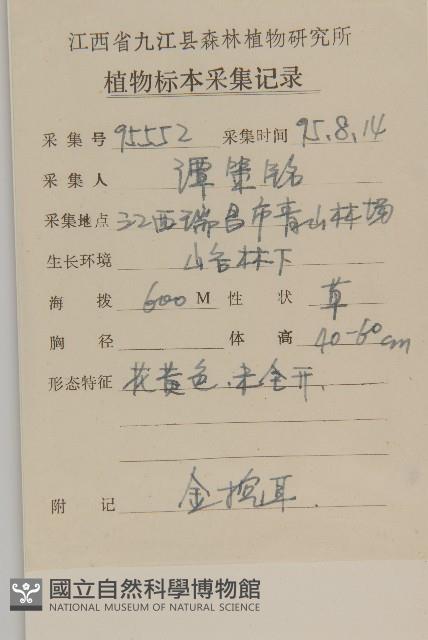 江西省九江县森林植物研究所
植物标本采集记录
采集号 95552 采集时间 95.8.14
采集人 谭策铭
采集地点 江西瑞昌市青山林场
生长环境 山谷林下
海拔 600 M 性状 草
胸径 体高 40-60cm
形态特征 花黄色.未全开.
附记 金挖耳.
國立自然科學博物館
NATIONAL MUSEUM OF NATURAL SCIENCE